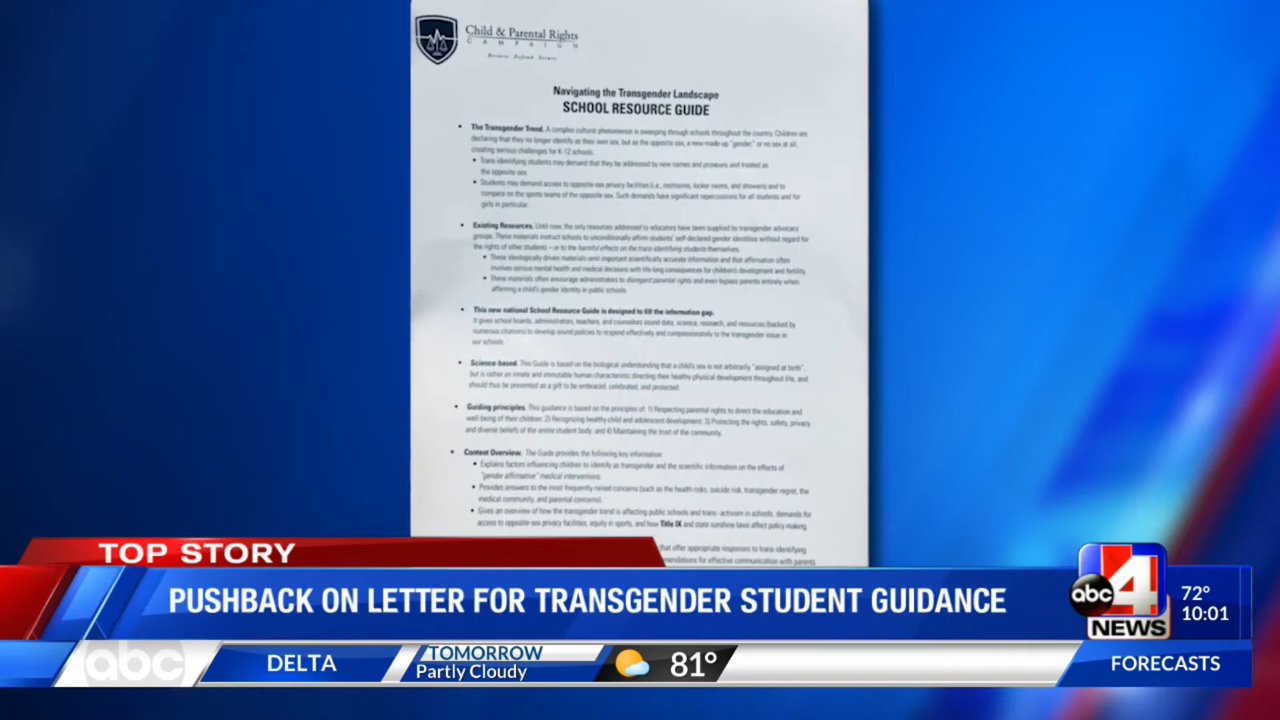 Child & Parental Rights
CAMPAIGN
Restore. Defend. Secure.
Navigating the Transgender Landscape
SCHOOL RESOURCE GUIDE
• The Transgender Trend. A complex cultural phenomenon is sweeping through schools throughout the country. Children are
declaring that they no longer identify as their own sex, but as the opposite sex, a new made-up "gender," or no sex at all,
creating serious challenges for K-12 schools.
• Trans-identifying students may demand that they be addressed by new names and pronouns and treated as
the opposite sex.
• Students may demand access to opposite-sex privacy facilities (i.e., restrooms, locker rooms, and showers) and to
compete on the sports teams of the opposite sex. Such demands have significant repercussions for all students and for
girls in particular.
• Existing Resources. Until now, the only resources addressed to educators have been supplied by transgender advocacy
groups. These materials instruct schools to unconditionally affirm students' self-declared gender identities without regard for
the rights of other students – or to the harmful effects on the trans-identifying students themselves.
• These ideologically driven materials omit important scientifically accurate information and that affirmation often
involves serious mental health and medical decisions with life-long consequences for children's development and fertility.
• These materials often encourage administrators to disregard parental rights and even bypass parents entirely when
affirming a child's gender identity in public schools.
• This new national School Resource Guide is designed to fill the information gap.
It gives school boards, administrators, teachers, and counselors sound data, science, research, and resources (backed by
numerous citations) to develop sound policies to respond effectively and compassionately to the transgender issue in
our schools.
• Science-based. This Guide is based on the biological understanding that a child's sex is not arbitrarily "assigned at birth",
but is rather an innate and immutable human characteristic directing their healthy physical development throughout life, and
should thus be presented as a gift to be embraced, celebrated, and protected.
• Guiding principles. This guidance is based on the principles of: 1) Respecting parental rights to direct the education and
well-being of their children; 2) Recognizing healthy child and adolescent development; 3) Protecting the rights, safety, privacy
and diverse beliefs of the entire student body; and 4) Maintaining the trust of the community.
• Content Overview. The Guide provides the following key information
• Explains factors influencing children to identify as transgender and the scientific information on the effects of
"gender affirmative" medical interventions.
• Provides answers to the most frequently raised concerns (such as the health risks, suicide risk, transgender regret, the
medical community, and parental concerns).
• Gives an overview of how the transgender trend is affecting public schools and trans- activism in schools, demands for
access to opposite-sex privacy facilities, equity in sports, and how Title IX and state sunshine laws affect policy making.
that offer appropriate responses to trans-identifying
mendations for effective communication with parents
TOP STORY
PUSHBACK ON LETTER FOR TRANSGENDER STUDENT GUIDANCE
abc 4
NEWS
72°
10:01
abc
DELTA
TOMORROW
Partly Cloudy
81°
FORECASTS